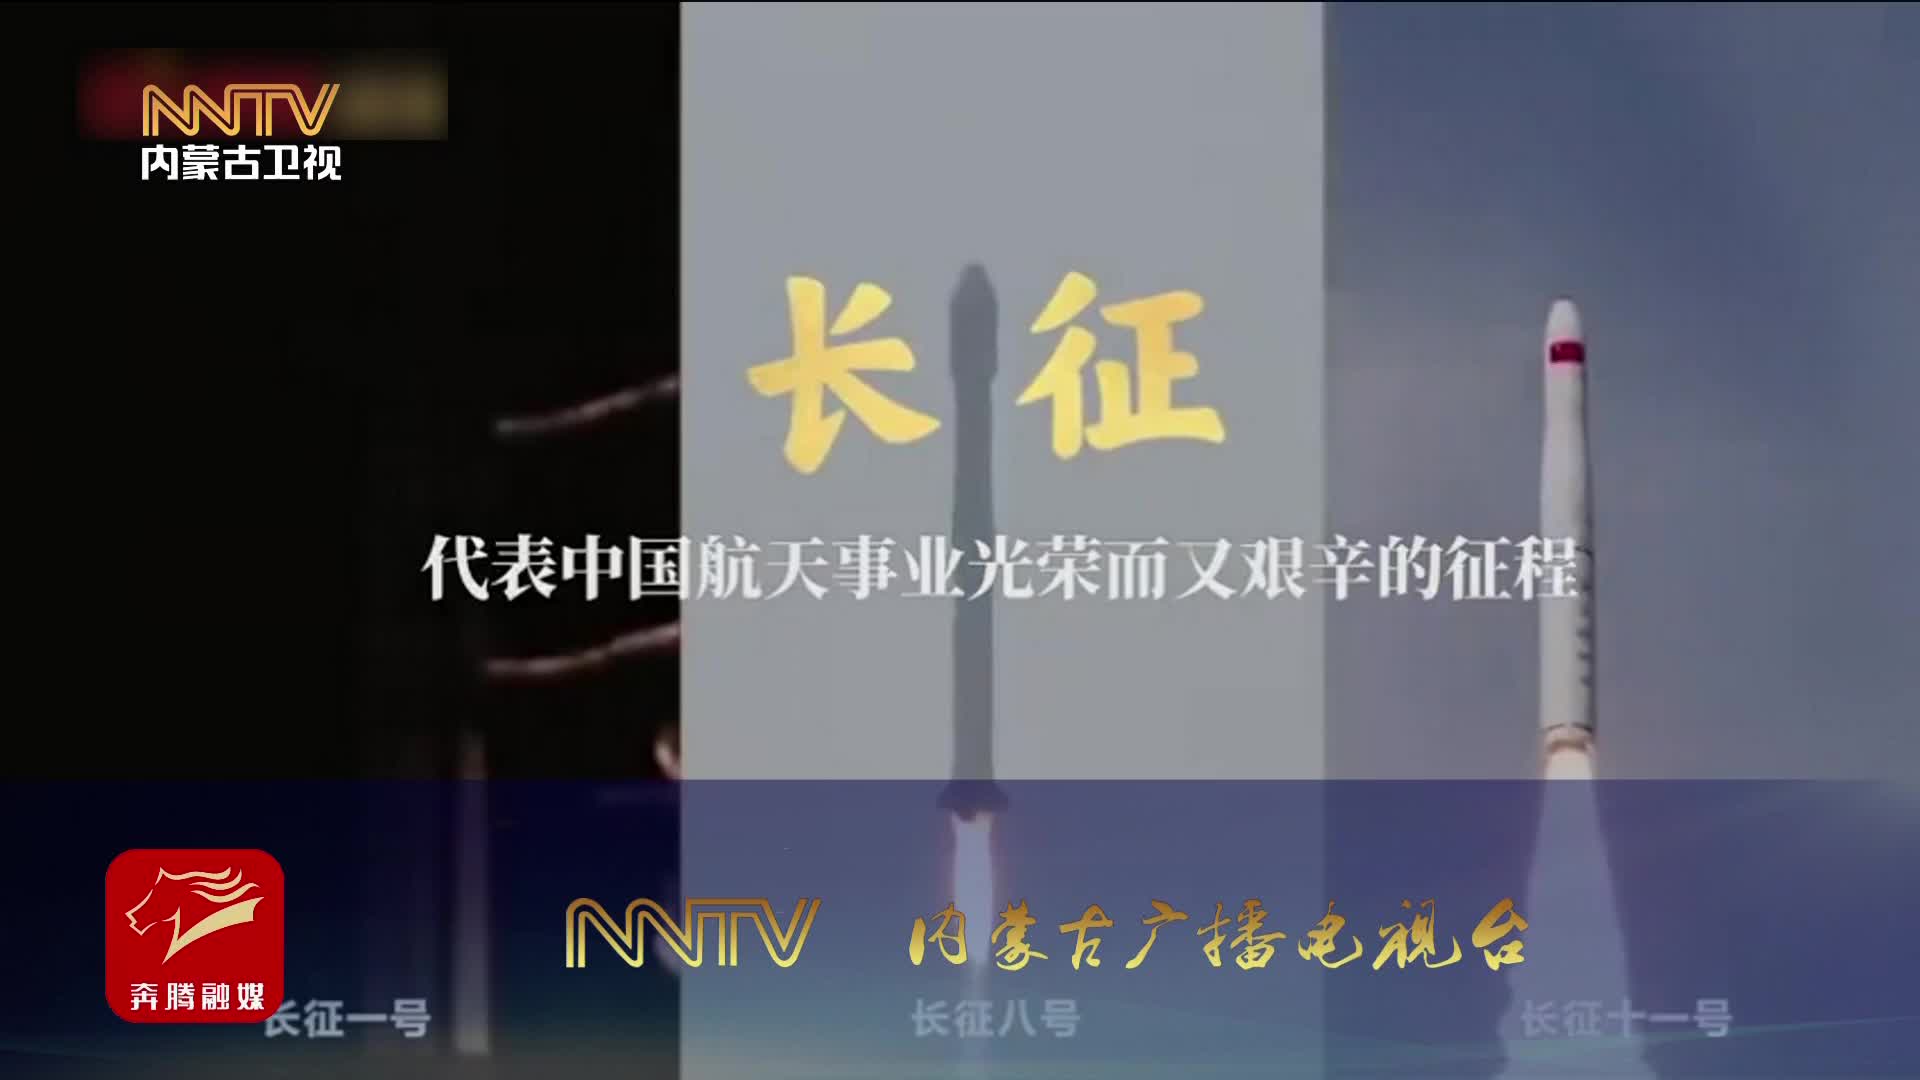 NNTV
内蒙古卫视
长征
代表中国航天事业光荣而又艰辛的征程
NNTV 内蒙古广播电视台
奔腾融媒
长征一号
长征八号
长征十一号